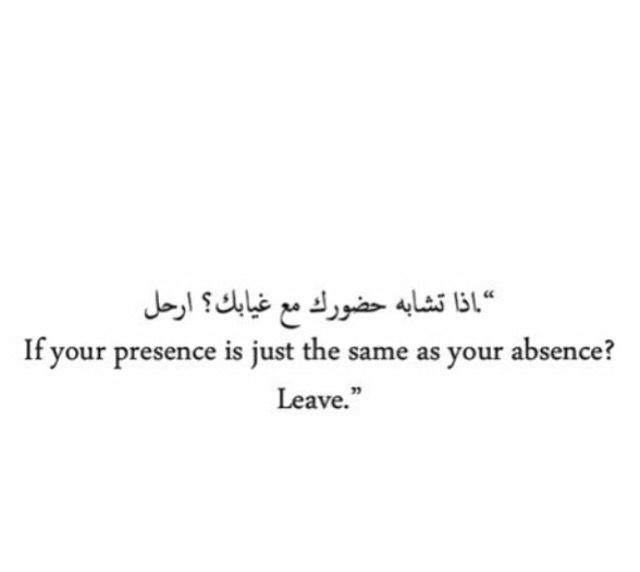 “.اذا تشابه حضورك مع غيابك؟ ارحل
If your presence is just the same as your absence?
Leave.”